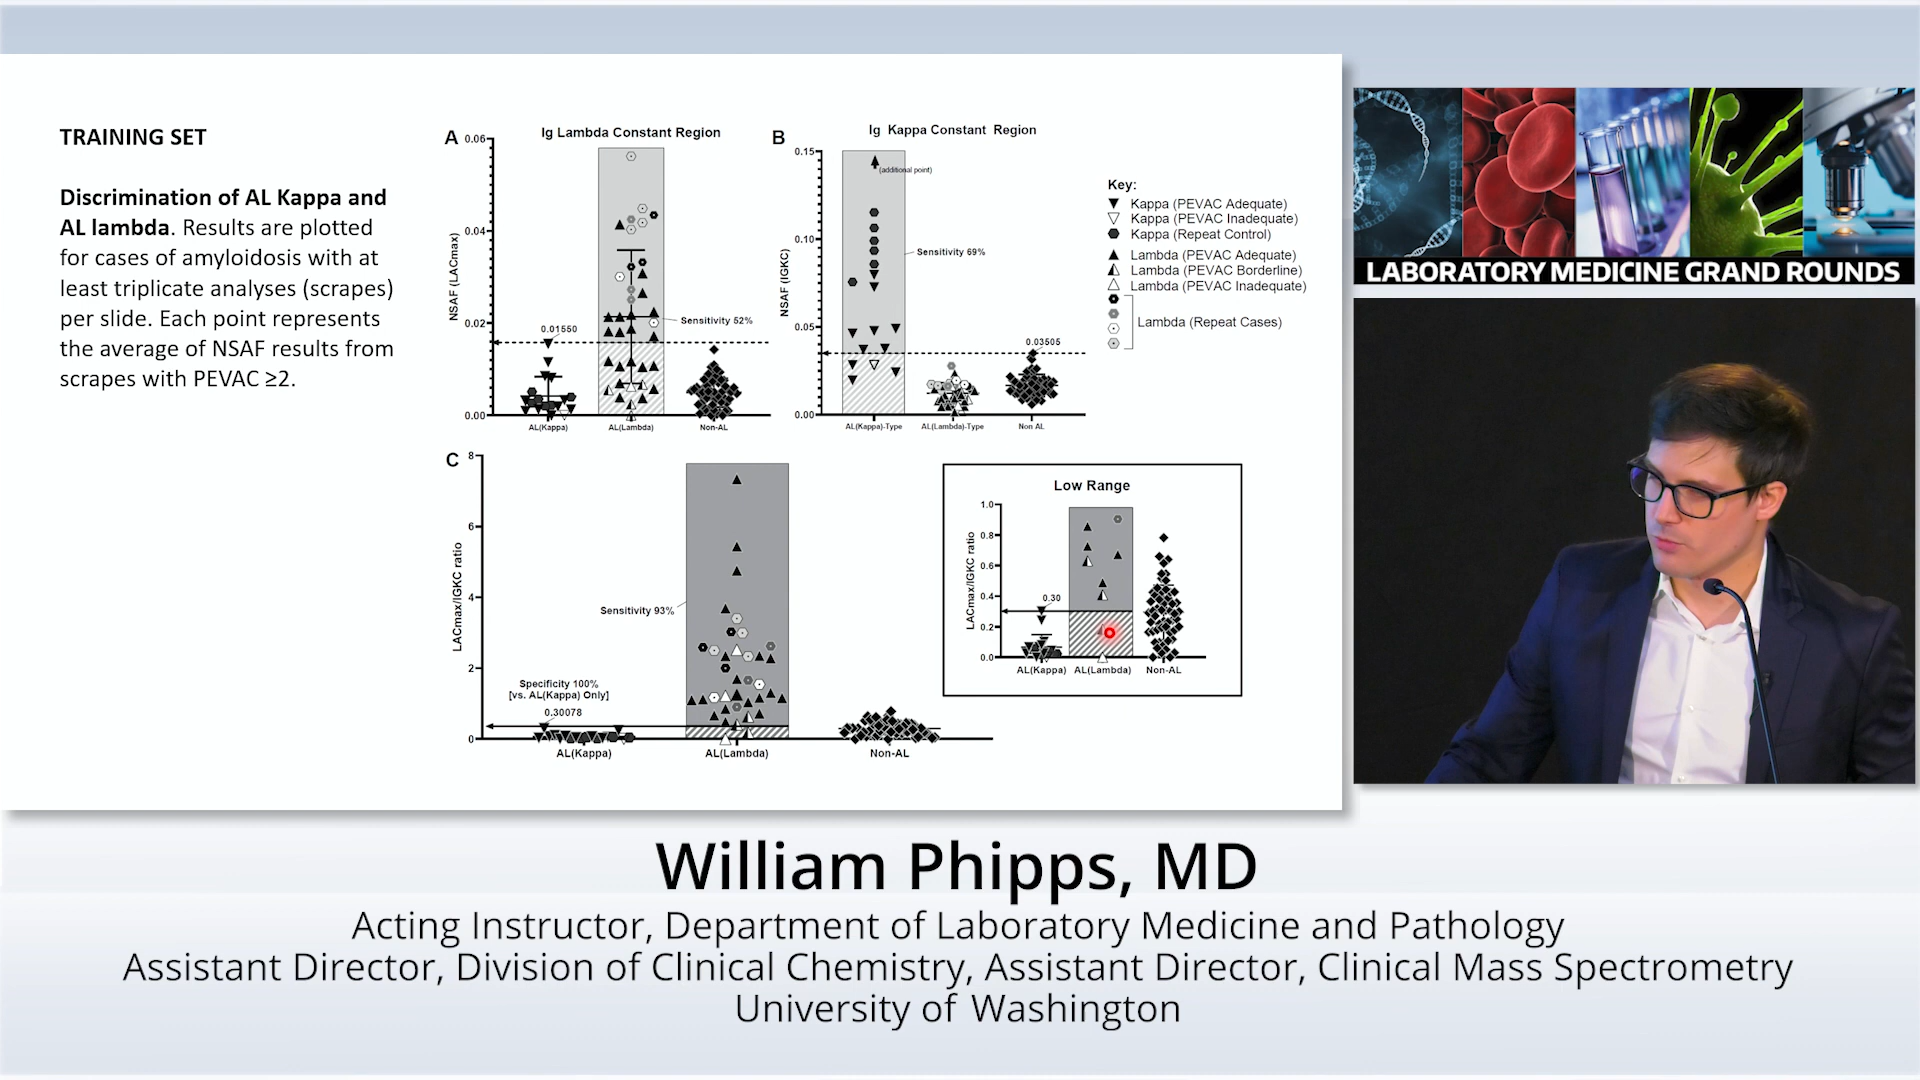 TRAINING SET
Discrimination of AL Kappa and
AL lambda. Results are plotted
for cases of amyloidosis with at
least triplicate analyses (scrapes)
per slide. Each point represents
the average of NSAF results from
scrapes with PEVAC ≥2.
A
Ig Lambda Constant Region
NSAF (LACmax)
0.06
0.04
0.02
0.00
0.01550
Sensitivity 52%
AL(Kappa)
AL(Lambda)
Non-AL
B
Ig Kappa Constant Region
NSAF (IGKC)
0.15
0.10
0.05
0.00
(additional point)
Sensitivity 69%
0.03505
AL(Kappa)-Type
AL(Lambda)-Type
Non AL
Key:
Kappa (PEVAC Adequate)
Kappa (PEVAC Inadequate)
Kappa (Repeat Control)
Lambda (PEVAC Adequate)
Lambda (PEVAC Borderline)
Lambda (PEVAC Inadequate)
Lambda (Repeat Cases)
C
LACmax/IGKC ratio
8
6
4
2
0
Sensitivity 93%
Specificity 100%
[vs. AL(Kappa) Only]
0.30078
AL(Kappa)
AL(Lambda)
Non-AL
Low Range
LACmax/IGKC ratio
1.0
0.8
0.6
0.4
0.2
0.0
0.30
AL(Kappa)
AL(Lambda)
Non-AL
LABORATORY MEDICINE GRAND ROUNDS
William Phipps, MD
Acting Instructor, Department of Laboratory Medicine and Pathology
Assistant Director, Division of Clinical Chemistry, Assistant Director, Clinical Mass Spectrometry
University of Washington